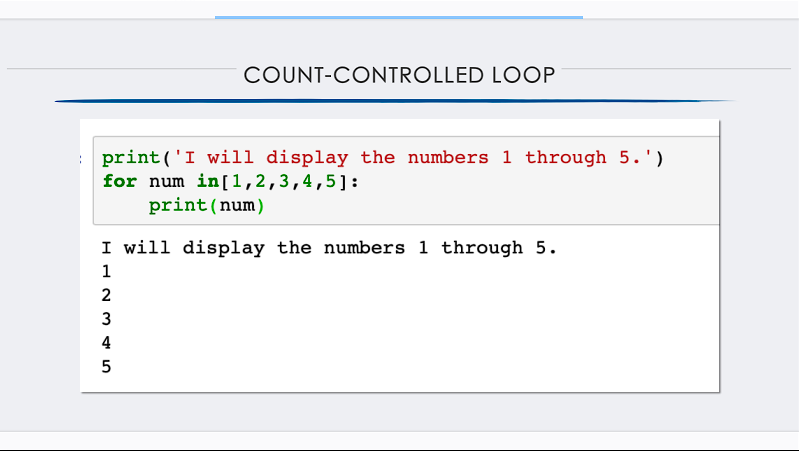 COUNT-CONTROLLED LOOP
print('I will display the numbers 1 through 5.')
for num in[1,2,3,4,5]:
    print(num)
I will display the numbers 1 through 5.
1
2
3
4
5